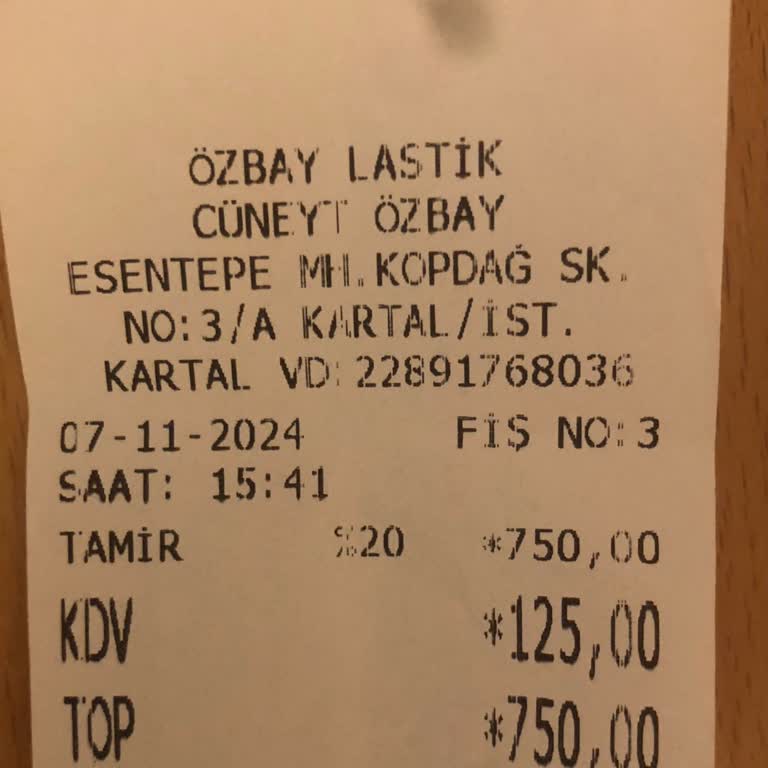 ÖZBAY LASTİK
CÜNEYT ÖZBAY
ESENTEPE MH.KOPDAĞ SK.
NO:3/A KARTAL/İST.
KARTAL VD:22891768036
07-11-2024 FİŞ NO:3
SAAT: 15:41
TAMİR %20 *750,00
KDV *125,00
TOP *750,00